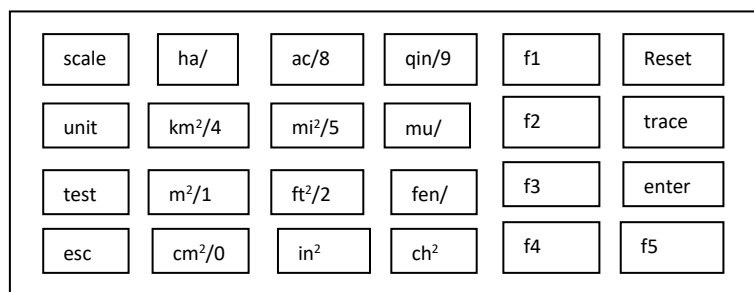 scale ha/ ac/8 qin/9 f1 Reset
unit km²/4 mi²/5 mu/ f2 trace
test m²/1 ft²/2 fen/ f3 enter
esc cm²/0 in² ch² f4 f5